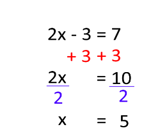 2x - 3 = 7
+ 3 + 3
2x = 10
2 2
x = 5